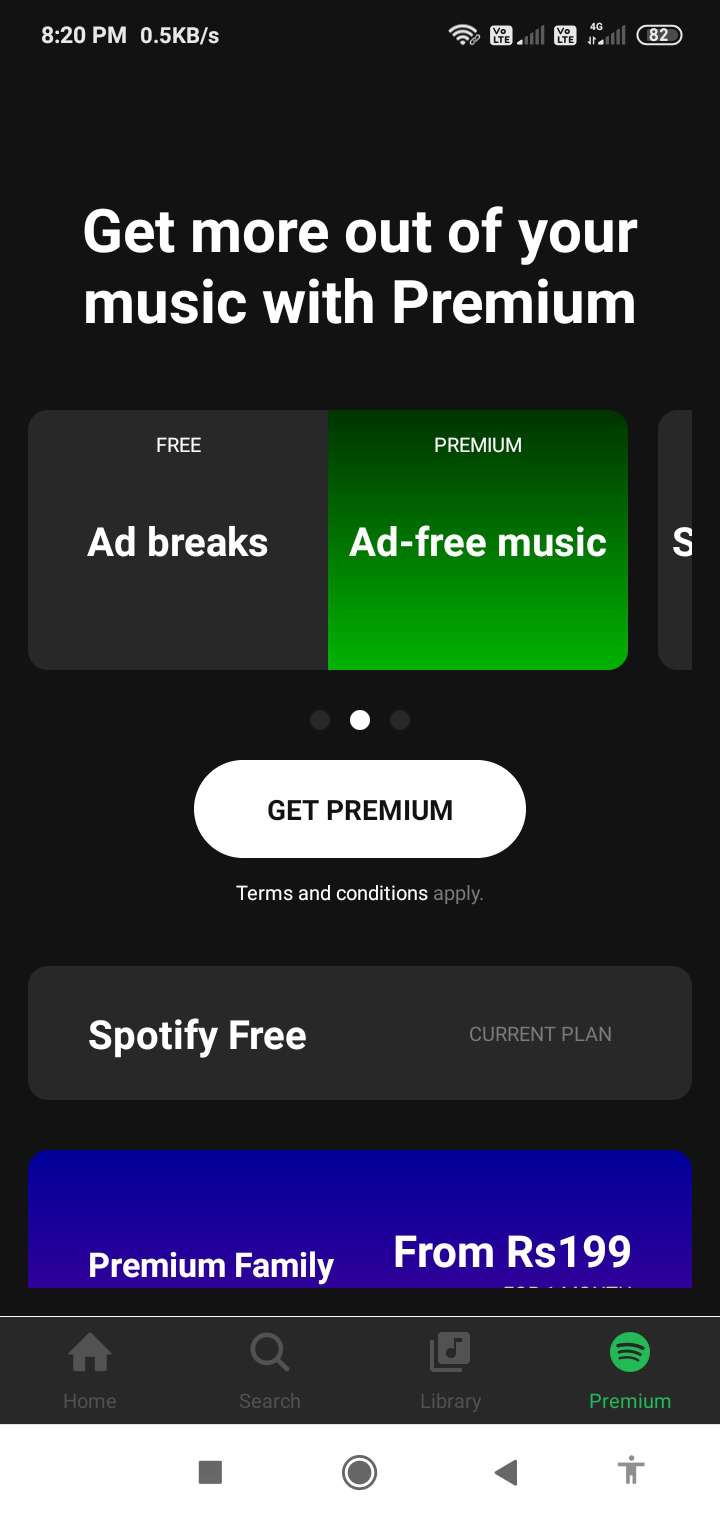 8:20 PM 0.5KB/s Vo LTE Vo LTE 4G 82
Get more out of your
music with Premium
FREE PREMIUM
Ad breaks Ad-free music S
GET PREMIUM
Terms and conditions apply.
Spotify Free CURRENT PLAN
Premium Family From Rs199
Home Search Library Premium